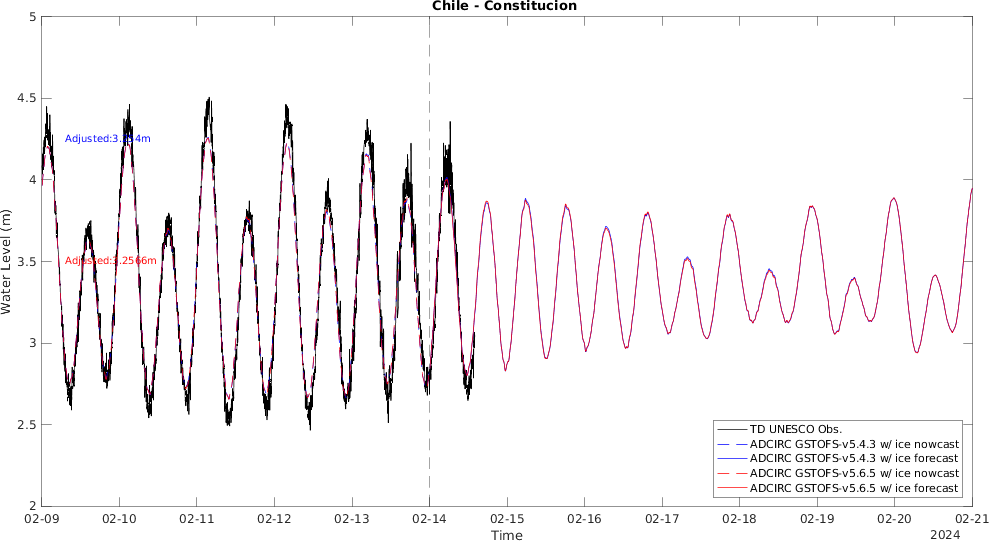 Chile - Constitucion
5
4.5
4
3.5
3
2.5
2
Water Level (m)
Adjusted:
Adjusted:3.2566m
TD UNESCO Obs.
ADCIRC GSTOFS-v5.4.3 w/ ice nowcast
ADCIRC GSTOFS-v5.4.3 w/ ice forecast
ADCIRC GSTOFS-v5.6.5 w/ ice nowcast
ADCIRC GSTOFS-v5.6.5 w/ ice forecast
02-09 02-10 02-11 02-12 02-13 02-14 02-15 02-16 02-17 02-18 02-19 02-20 02-21
Time
2024